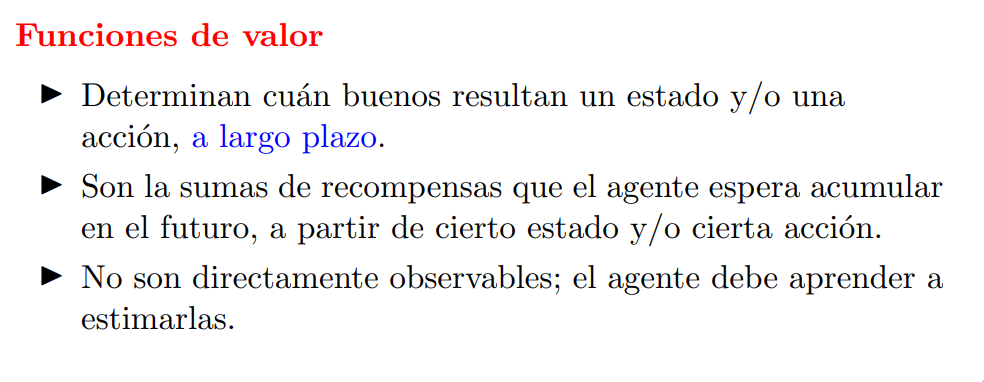 Funciones de valor
▶ Determinan cuán buenos resultan un estado y/o una
acción, a largo plazo.
▶ Son la sumas de recompensas que el agente espera acumular
en el futuro, a partir de cierto estado y/o cierta acción.
▶ No son directamente observables; el agente debe aprender a
estimarlas.